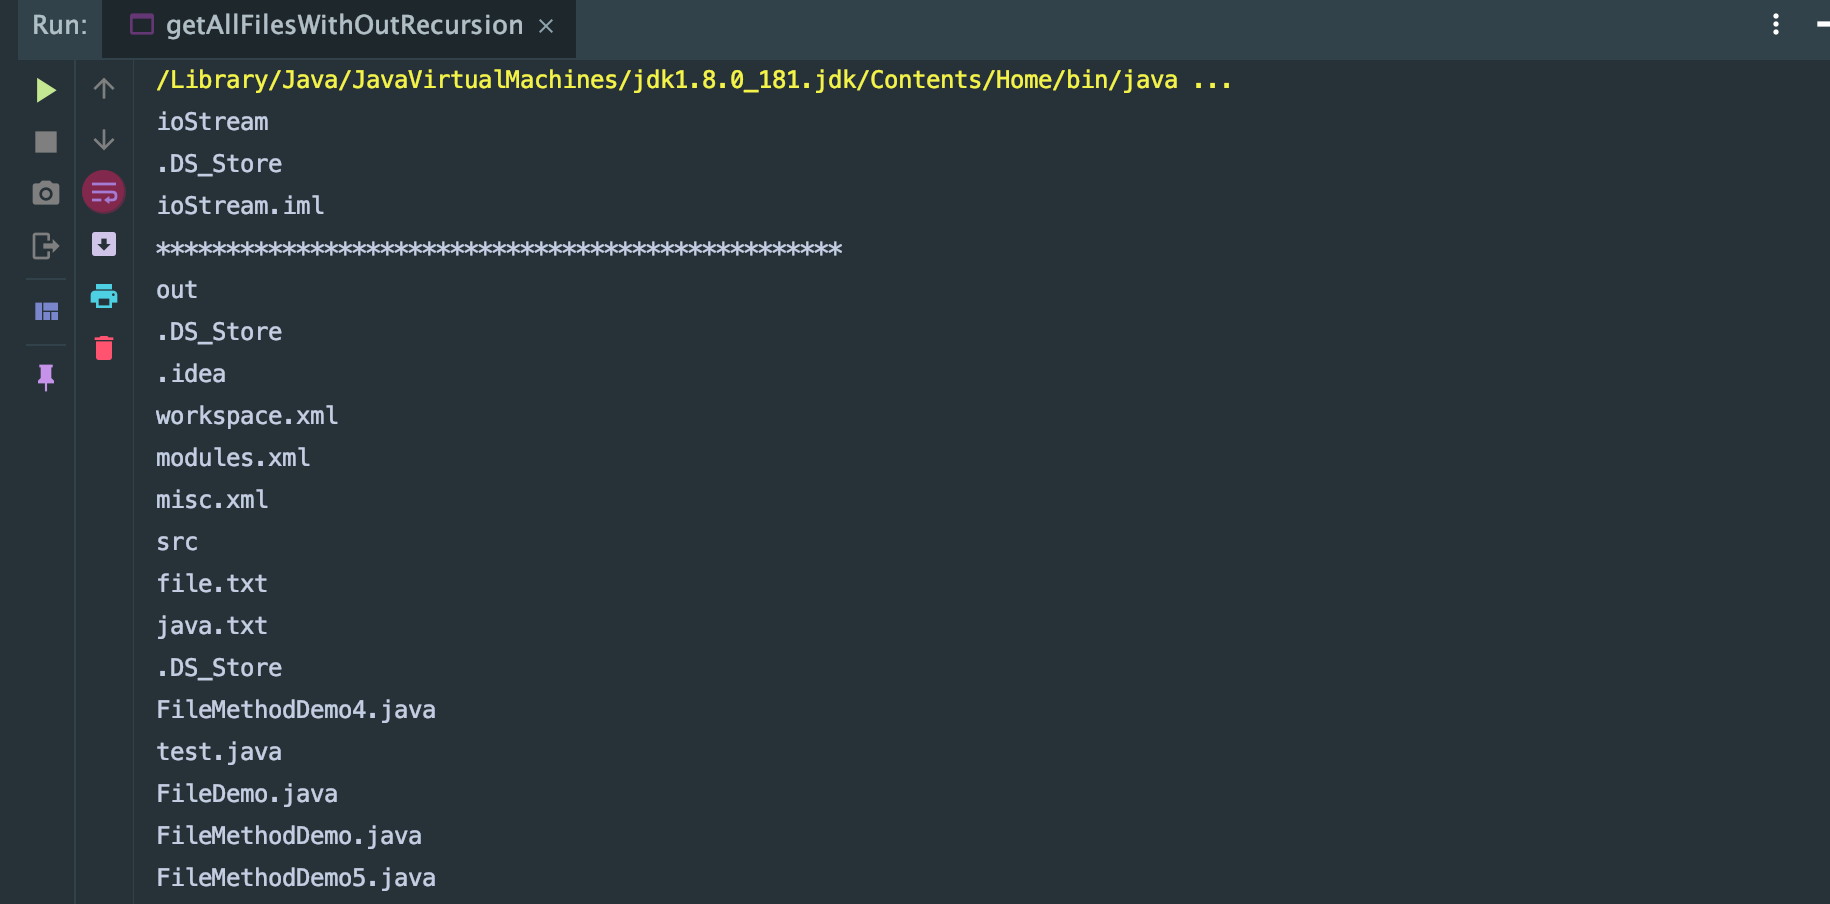 Run: getAllFilesWithOutRecursion ×
/Library/Java/JavaVirtualMachines/jdk1.8.0_181.jdk/Contents/Home/bin/java ...
ioStream
.DS_Store
ioStream.iml
*************************************************
out
.DS_Store
.idea
workspace.xml
modules.xml
misc.xml
src
file.txt
java.txt
.DS_Store
FileMethodDemo4.java
test.java
FileDemo.java
FileMethodDemo.java
FileMethodDemo5.java